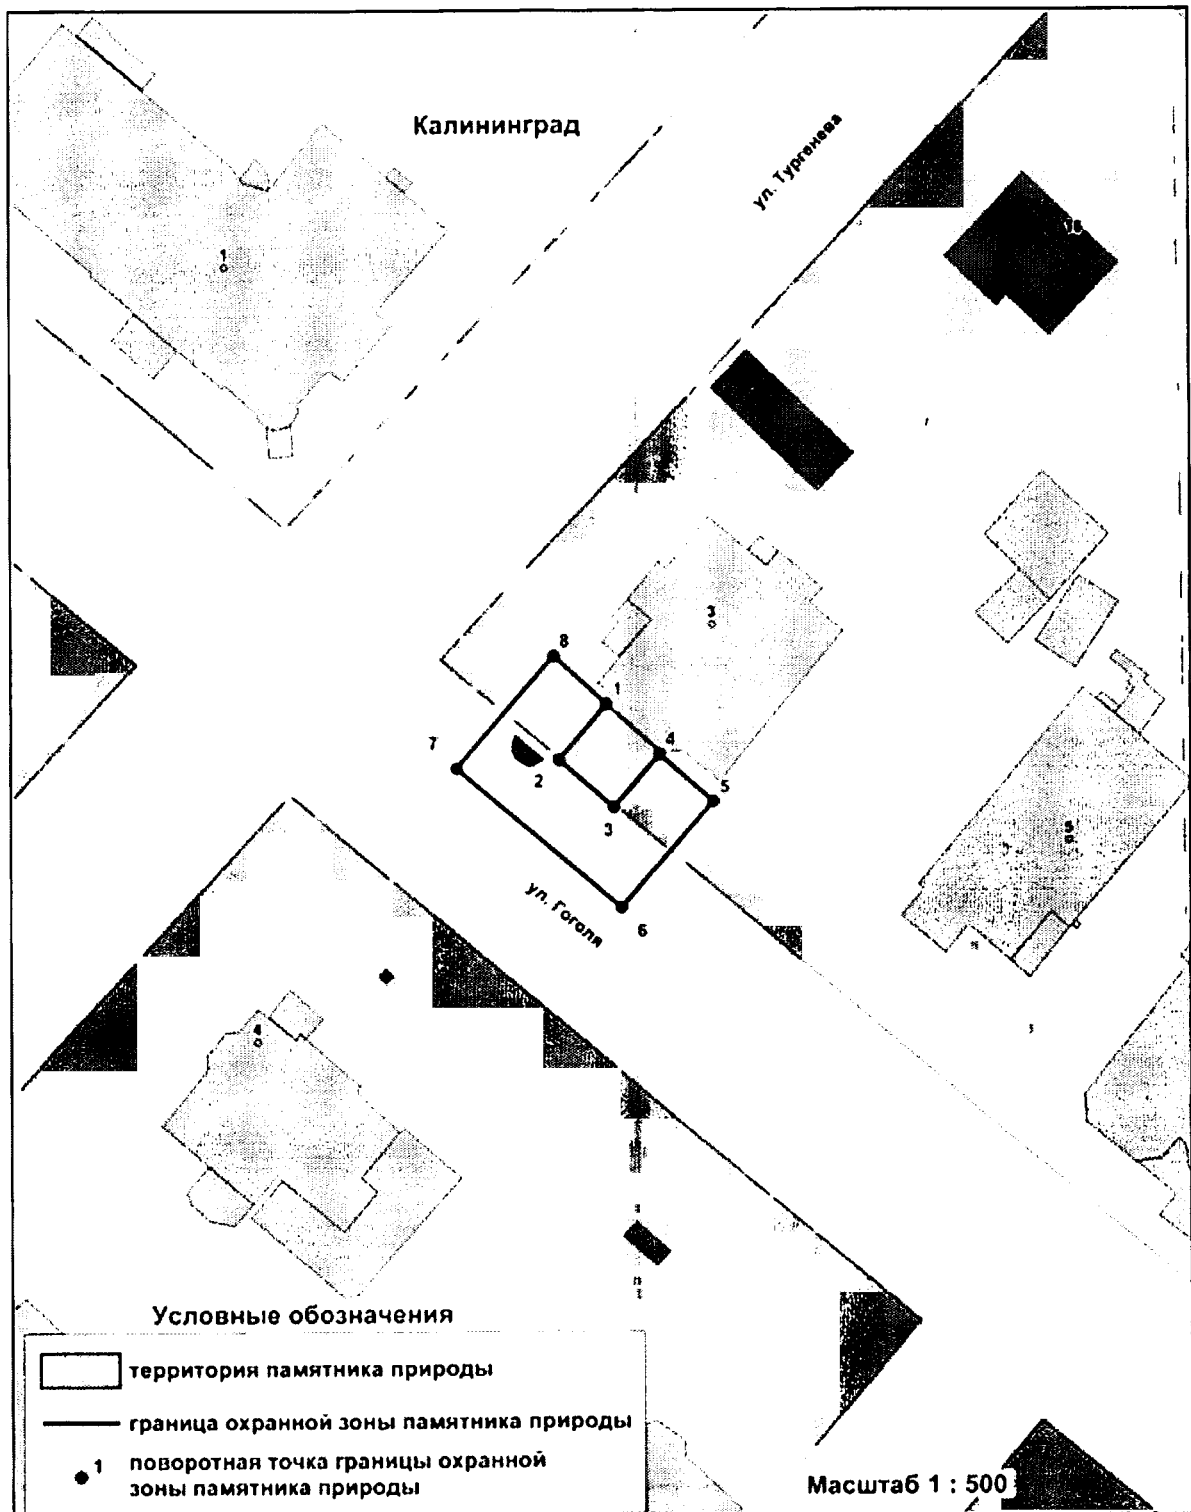 Калининград
ул. Тургенева
16
1
3
8
1
7
2
4
5
3
5
ул. Гоголя
6
4
Условные обозначения
территория памятника природы
граница охранной зоны памятника природы
1 поворотная точка границы охранной
зоны памятника природы
Масштаб 1 : 500